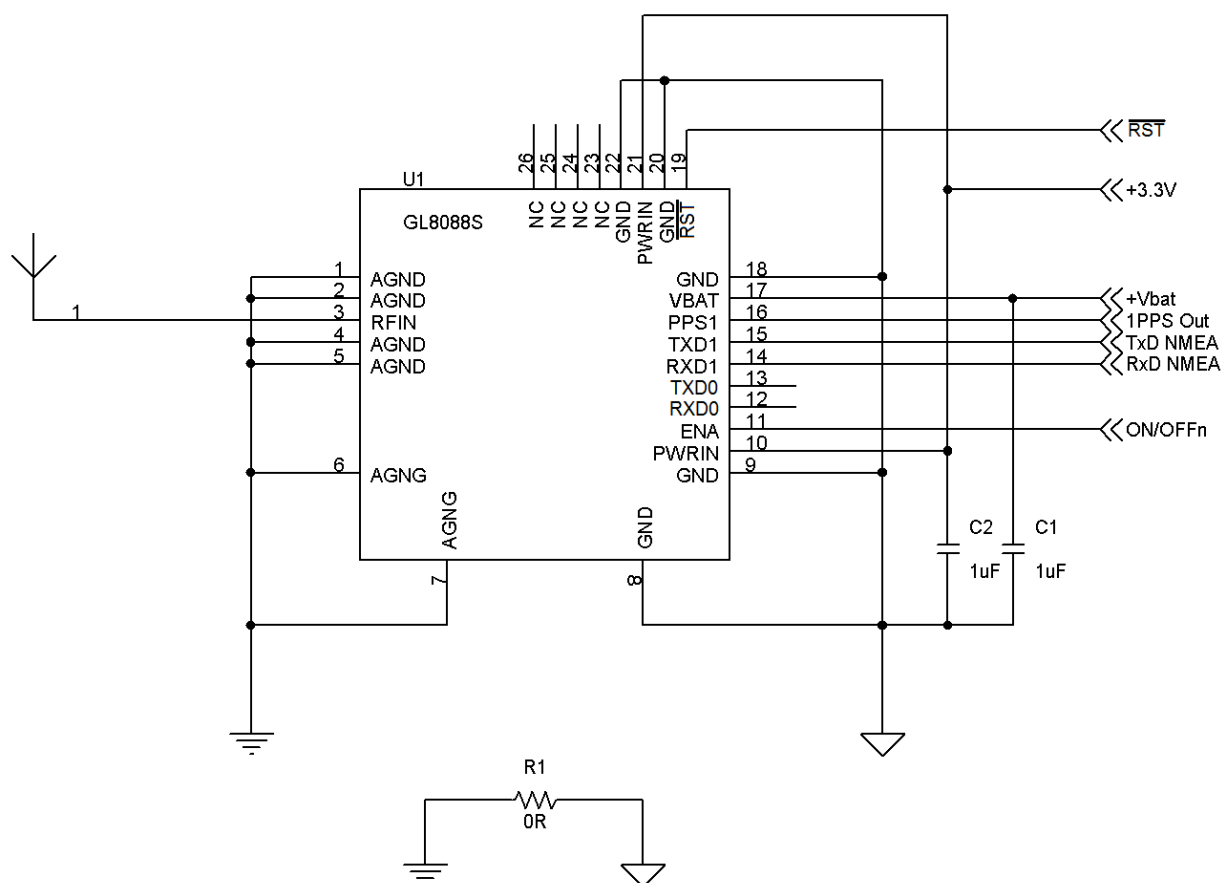 26
25
24
23
22
21
20
19
RST
U1
GL8088S
NC
NC
NC
NC
GND
PWRIN
GND
RST
+3.3V
1
AGND
2
AGND
1
3
RFIN
4
AGND
5
AGND
6
AGNG
7
AGNG
8
GND
GND
18
VBAT
17
+Vbat
PPS1
16
1PPS Out
TXD1
15
TxD NMEA
RXD1
14
RxD NMEA
TXD0
13
RXD0
12
ENA
11
ON/OFFn
PWRIN
10
GND
9
C2
1uF
C1
1uF
R1
0R